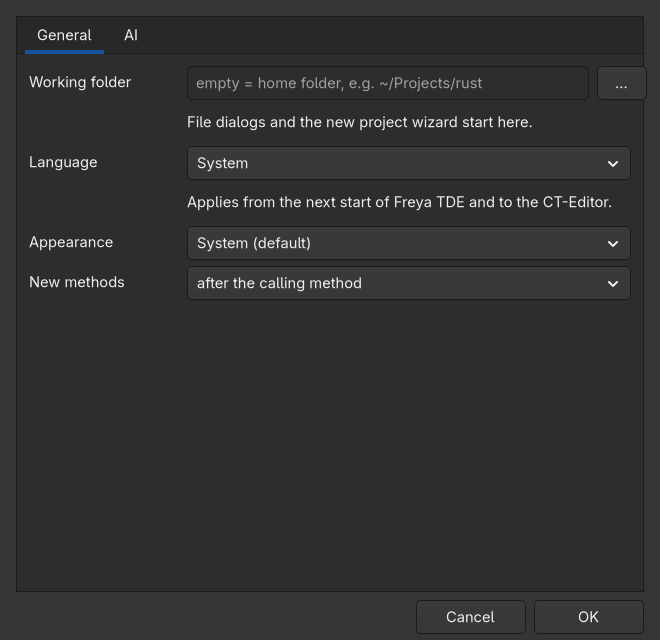 General AI
Working folder empty = home folder, e.g. ~/Projects/rust ...
File dialogs and the new project wizard start here.
Language System
Applies from the next start of Freya TDE and to the CT-Editor.
Appearance System (default)
New methods after the calling method
Cancel OK